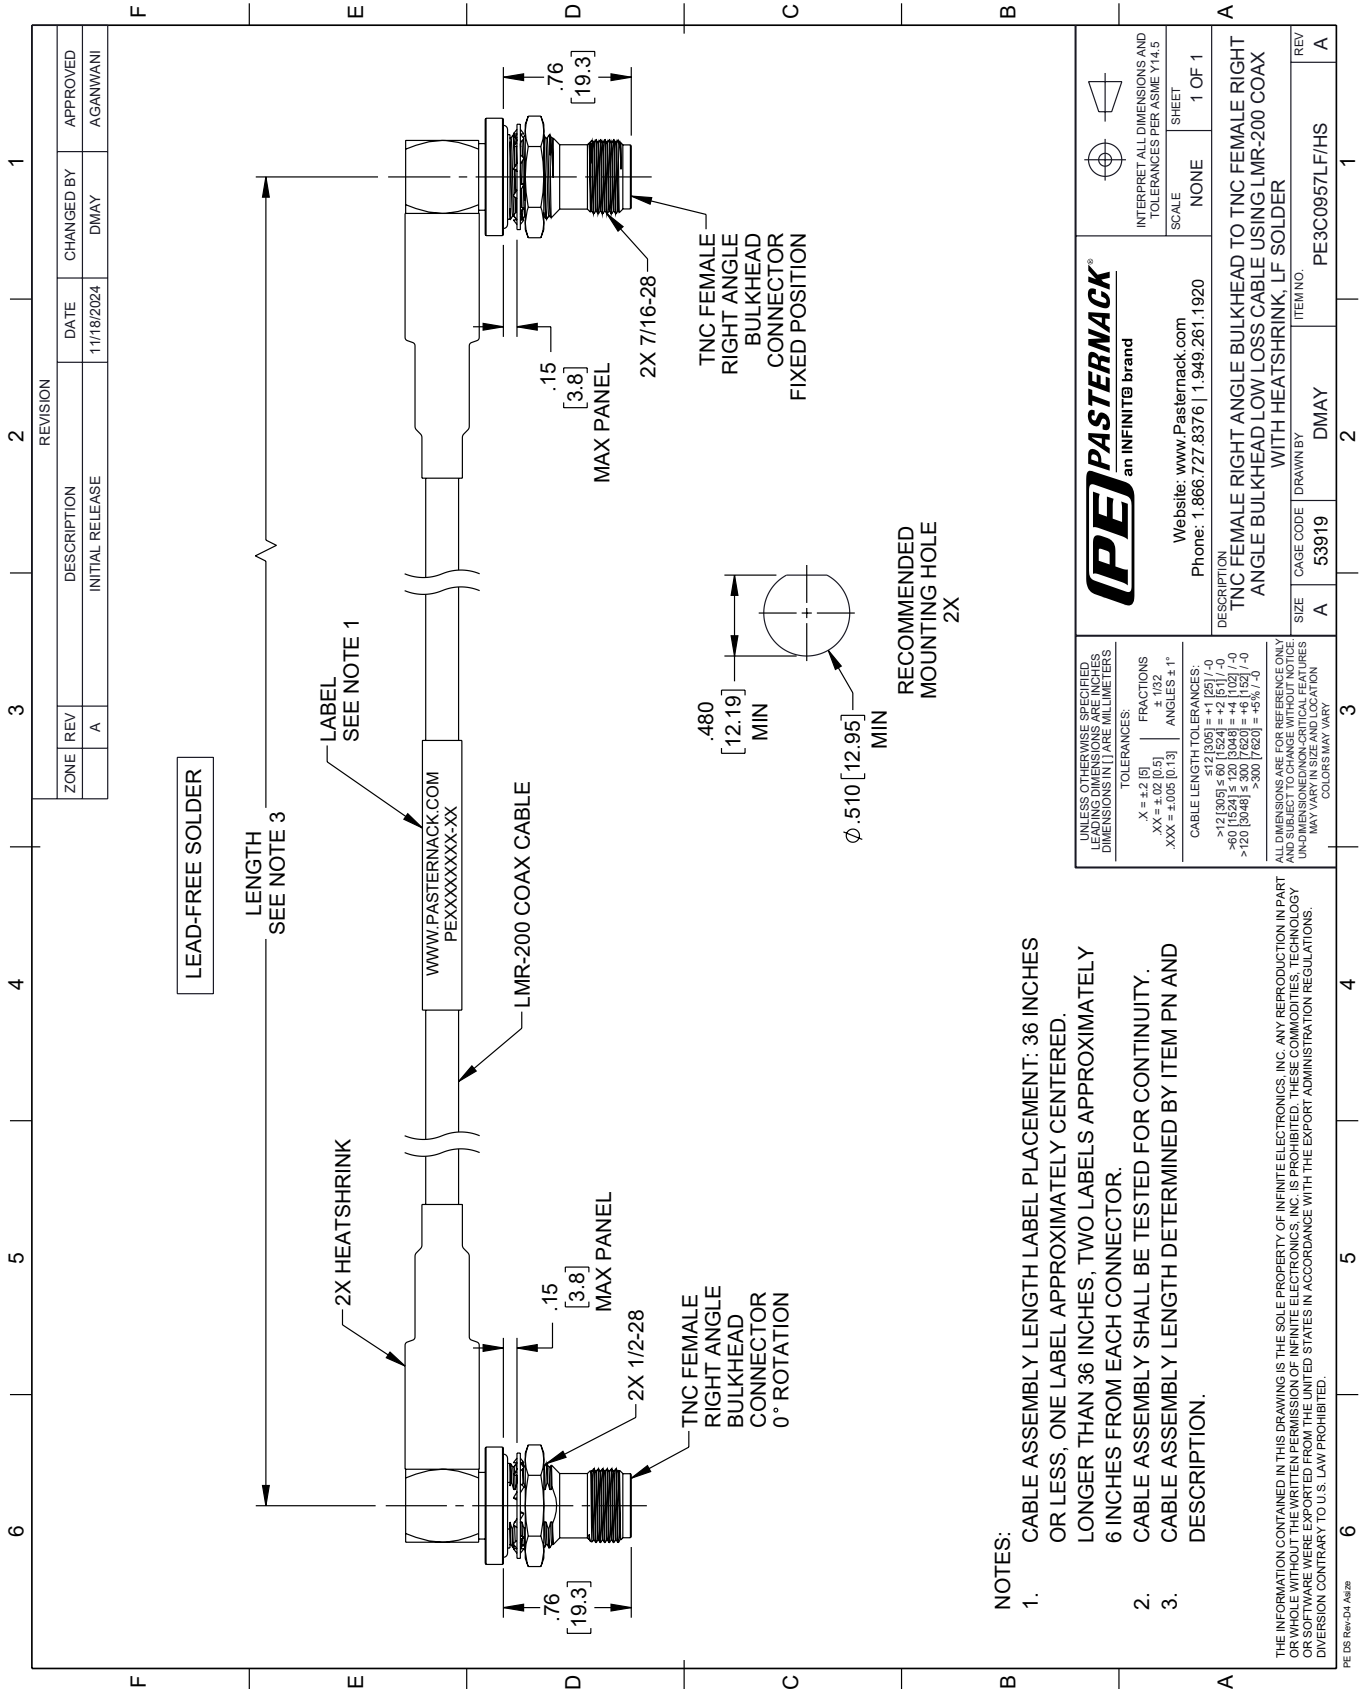 REVISION
ZONE REV DESCRIPTION DATE CHANGED BY APPROVED
A INITIAL RELEASE 11/18/2024 DMAY AGANWANI
6 5 4 3 2 1
F
E
D
C
B
A
LEAD-FREE SOLDER
LENGTH
SEE NOTE 3
2X HEATSHRINK
LABEL
SEE NOTE 1
WWW.PASTERNACK.COM
PEXXXXXXXX-XX
LMR-200 COAX CABLE
.76
[19.3]
.15
[3.8]
MAX PANEL
2X 1/2-28
TNC FEMALE
RIGHT ANGLE
BULKHEAD
CONNECTOR
0° ROTATION
.15
[3.8]
MAX PANEL
2X 7/16-28
.76
[19.3]
TNC FEMALE
RIGHT ANGLE
BULKHEAD
CONNECTOR
FIXED POSITION
.480
[12.19]
MIN
Ø.510 [12.95]
MIN
RECOMMENDED
MOUNTING HOLE
2X
NOTES:
1. CABLE ASSEMBLY LENGTH LABEL PLACEMENT: 36 INCHES
OR LESS, ONE LABEL APPROXIMATELY CENTERED.
LONGER THAN 36 INCHES, TWO LABELS APPROXIMATELY
6 INCHES FROM EACH CONNECTOR.
2. CABLE ASSEMBLY SHALL BE TESTED FOR CONTINUITY.
3. CABLE ASSEMBLY LENGTH DETERMINED BY ITEM PN AND
DESCRIPTION.
THE INFORMATION CONTAINED IN THIS DRAWING IS THE SOLE PROPERTY OF INFINITE ELECTRONICS, INC. ANY REPRODUCTION IN PART
OR WHOLE WITHOUT THE WRITTEN PERMISSION OF INFINITE ELECTRONICS, INC. IS PROHIBITED. THESE COMMODITIES, TECHNOLOGY
OR SOFTWARE WERE EXPORTED FROM THE UNITED STATES IN ACCORDANCE WITH THE EXPORT ADMINISTRATION REGULATIONS.
DIVERSION CONTRARY TO U.S. LAW PROHIBITED.
UNLESS OTHERWISE SPECIFIED
LEADING DIMENSIONS ARE INCHES
DIMENSIONS IN [ ] ARE MILLIMETERS
TOLERANCES:
.X = ±.2 [5] FRACTIONS
.XX = ±.02 [0.5] ± 1/32
.XXX = ±.005 [0.13] ANGLES ± 1°
CABLE LENGTH TOLERANCES:
≤12 [305] = +1 [25] / -0
>12 [305] ≤ 60 [1524] = +2 [51] / -0
>60 [1524] ≤ 120 [3048] = +4 [102] / -0
>120 [3048] ≤ 300 [7620] = +6 [152] / -0
>300 [7620] = +5% / -0
ALL DIMENSIONS ARE FOR REFERENCE ONLY
AND SUBJECT TO CHANGE WITHOUT NOTICE.
UN-DIMENSIONED/NON-CRITICAL FEATURES
MAY VARY IN SIZE AND LOCATION
COLORS MAY VARY
PE PASTERNACK®
an INFINIT@ brand
Website: www.Pasternack.com
Phone: 1.866.727.8376 | 1.949.261.1920
INTERPRET ALL DIMENSIONS AND
TOLERANCES PER ASME Y14.5
SCALE SHEET
NONE 1 OF 1
DESCRIPTION
TNC FEMALE RIGHT ANGLE BULKHEAD TO TNC FEMALE RIGHT
ANGLE BULKHEAD LOW LOSS CABLE USING LMR-200 COAX
WITH HEATSHRINK, LF SOLDER
SIZE CAGE CODE DRAWN BY ITEM NO. REV
A 53919 DMAY PE3C0957LF/HS A
6 5 4 3 2 1
F
E
D
C
B
A
PE DS Rev-D4 Asize